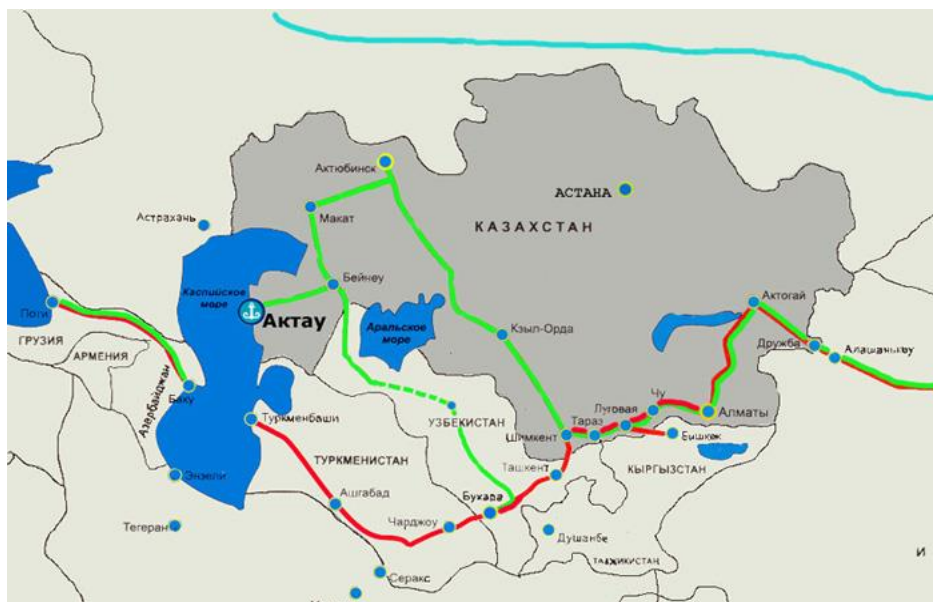 Актюбинск
АСТАНА
КАЗАХСТАН
Астрахань
Макат
Бейнеу
Каспийское
море
Актау
Аральское
море
Актогай
Поти
ГРУЗИЯ
АРМЕНИЯ
Азербайджан
Баку
Кзыл-Орда
Дружба
Алашанькоу
Чу
Луговая
Алматы
Туркменбаши
УЗБЕКИСТАН
Шимкент
Тараз
Бишкек
Ташкент
КЫРГЫЗСТАН
ТУРКМЕНИСТАН
Энзели
Ашгабад
Бухара
Чарджоу
Тегеран
Душанбе
ТАДЖИКИСТАН
Серакс
И